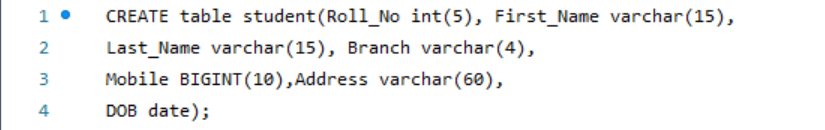 1 CREATE table student(Roll_No int(5), First_Name varchar(15),
2 Last_Name varchar(15), Branch varchar(4),
3 Mobile BIGINT(10),Address varchar(60),
4 DOB date);